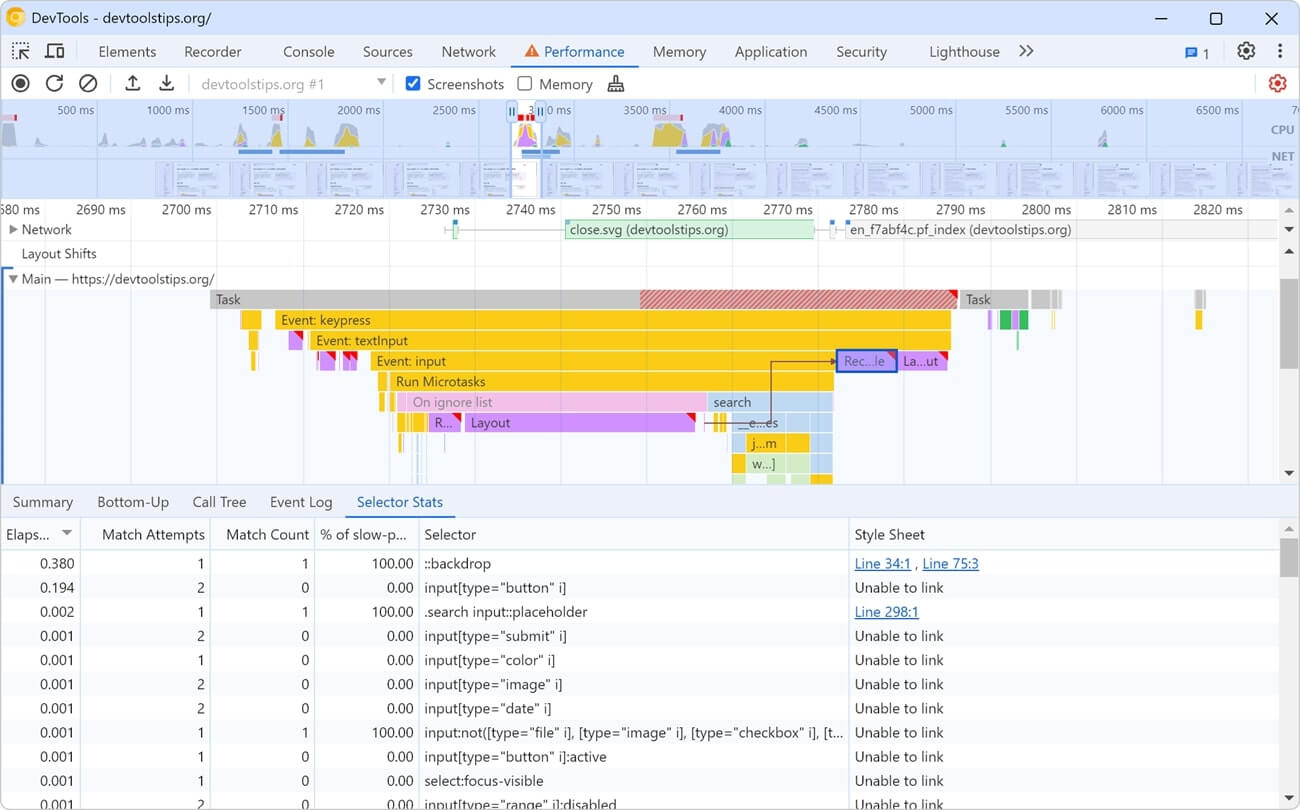 DevTools - devtoolstips.org/
Elements Recorder Console Sources Network Performance Memory Application Security Lighthouse 1
devtoolstips.org #1 Screenshots Memory
500 ms 1000 ms 1500 ms 2000 ms 2500 ms 3500 ms 4000 ms 4500 ms 5000 ms 5500 ms 6000 ms 6500 ms
CPU
NET
680 ms 2690 ms 2700 ms 2710 ms 2720 ms 2730 ms 2740 ms 2750 ms 2760 ms 2770 ms 2780 ms 2790 ms 2800 ms 2810 ms 2820 ms
Network close.svg (devtoolstips.org) en_f7abf4c.pf_index (devtoolstips.org)
Layout Shifts
Main — https://devtoolstips.org/
Task Task
Event: keypress
Event: textInput
Event: input Rec...le La...ut
Run Microtasks
On ignore list search
R... Layout __e...es
j...m
w...]
Summary Bottom-Up Call Tree Event Log Selector Stats
Elaps... Match Attempts Match Count % of slow-p... Selector Style Sheet
0.380 1 1 100.00 ::backdrop Line 34:1 , Line 75:3
0.194 2 0 0.00 input[type="button" i] Unable to link
0.002 1 1 100.00 .search input::placeholder Line 298:1
0.001 2 0 0.00 input[type="submit" i] Unable to link
0.001 1 0 0.00 input[type="color" i] Unable to link
0.001 2 0 0.00 input[type="image" i] Unable to link
0.001 2 0 0.00 input[type="date" i] Unable to link
0.001 1 1 100.00 input:not([type="file" i], [type="image" i], [type="checkbox" i], [t... Unable to link
0.001 1 0 0.00 input[type="button" i]:active Unable to link
0.001 1 0 0.00 select:focus-visible Unable to link
0.001 2 0 0.00 input[type="range" i]:disabled Unable to link